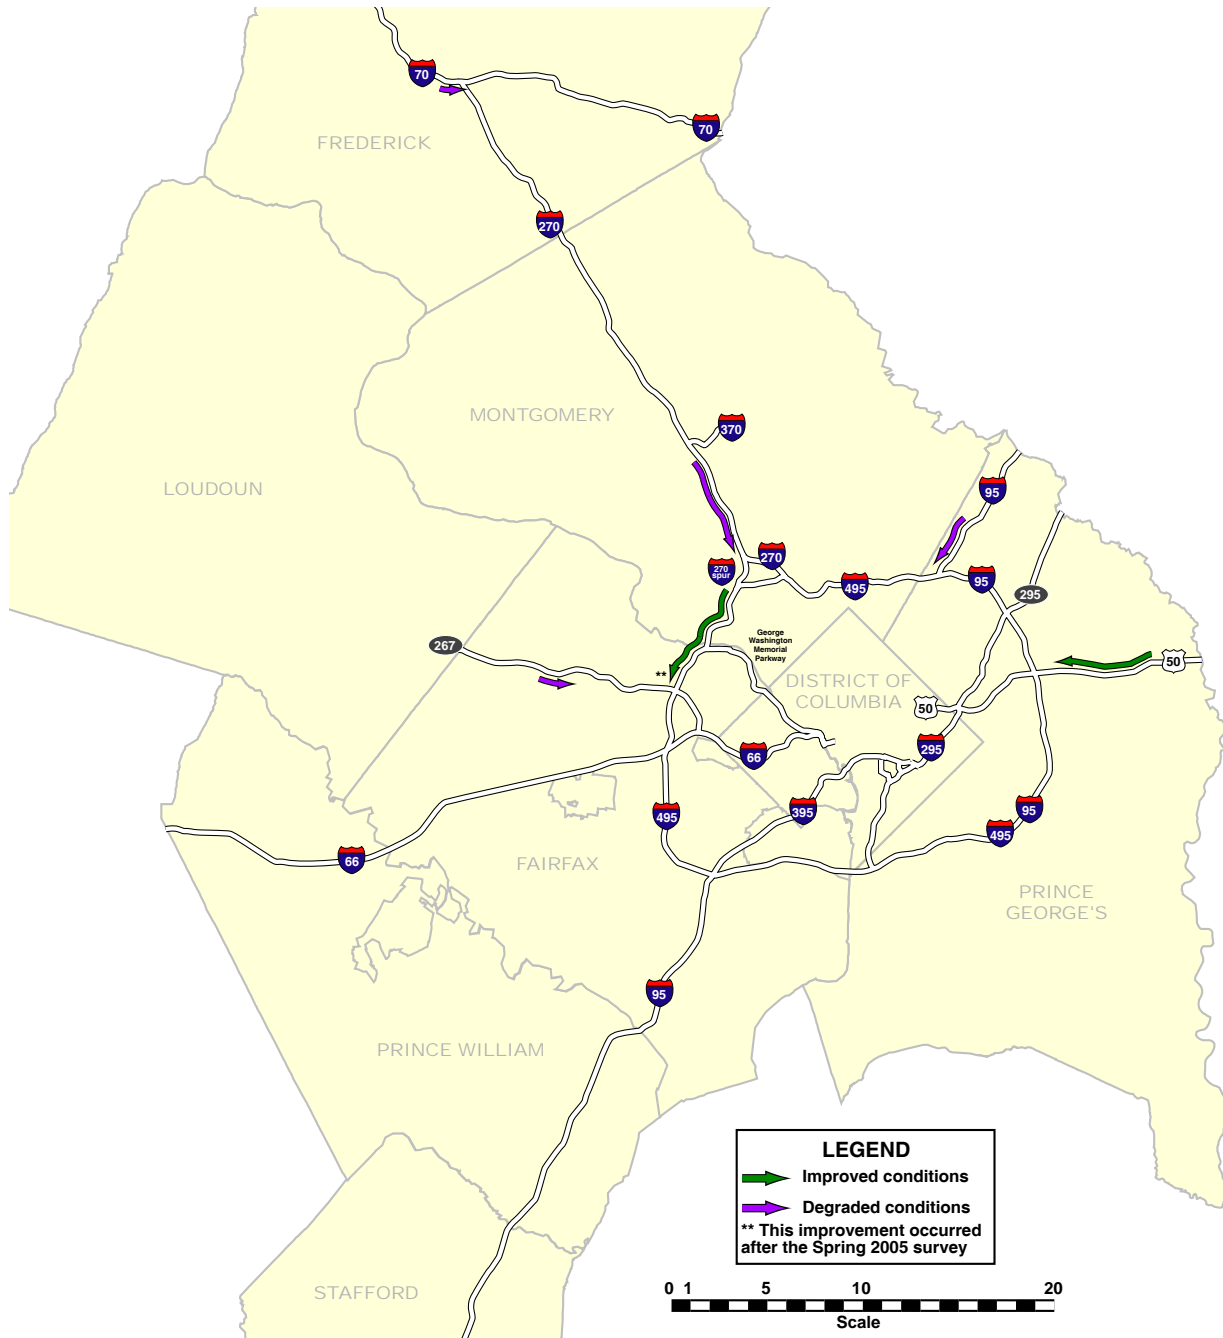 70
70
FREDERICK
270
MONTGOMERY
370
LOUDOUN
95
270
270
spur
495
95
295
George
Washington
Memorial
Parkway
267
**
50
DISTRICT OF
COLUMBIA
50
295
66
495
395
95
495
66
FAIRFAX
PRINCE
GEORGE'S
95
PRINCE WILLIAM
LEGEND
Improved conditions
Degraded conditions
** This improvement occurred
after the Spring 2005 survey
STAFFORD
0 1 5 10 20
Scale